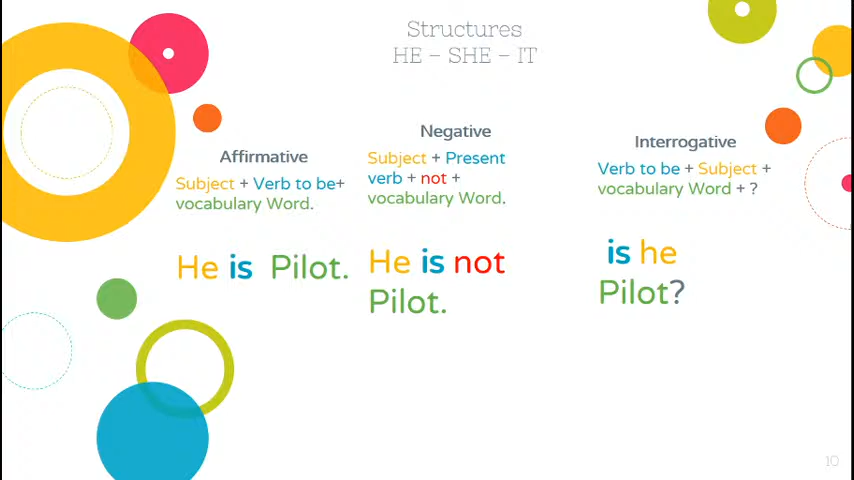 Structures
HE – SHE – IT
Affirmative
Subject + Verb to be+
vocabulary Word.
He is Pilot.
Negative
Subject + Present
verb + not +
vocabulary Word.
He is not
Pilot.
Interrogative
Verb to be + Subject +
vocabulary Word + ?
is he
Pilot?
10